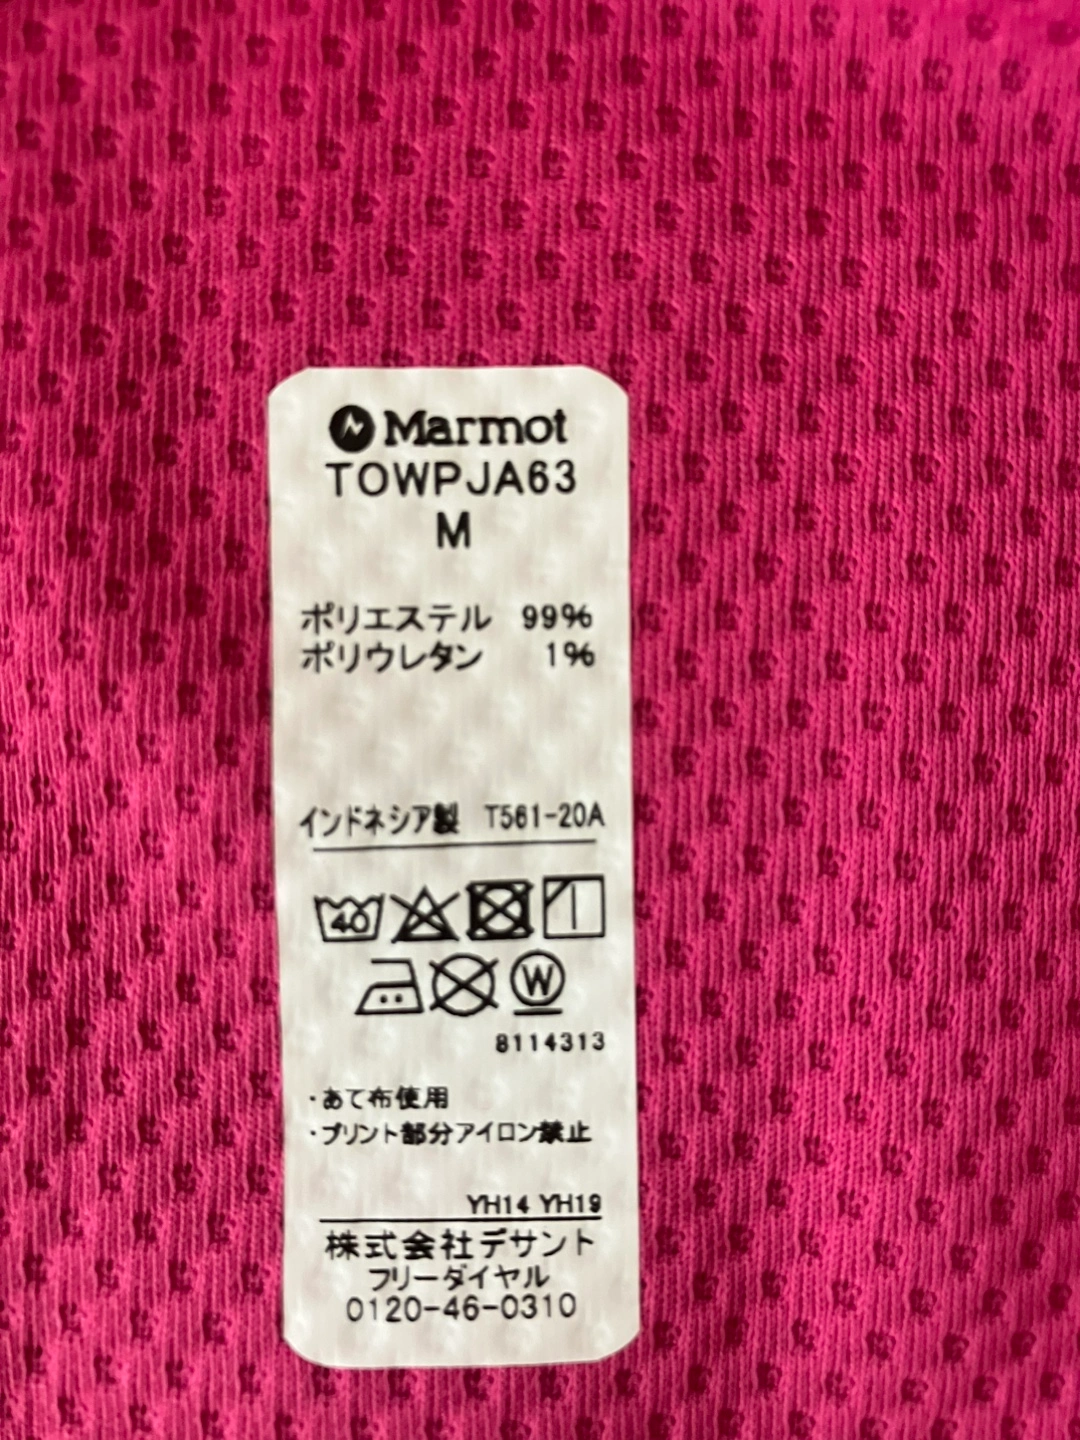 Marmot
TOWPJA63
M
ポリエステル 99%
ポリウレタン 1%
インドネシア製 T561-20A
40
W
8114313
・あて布使用
・プリント部分アイロン禁止
YH14 YH19
株式会社デサント
フリーダイヤル
0120-46-0310